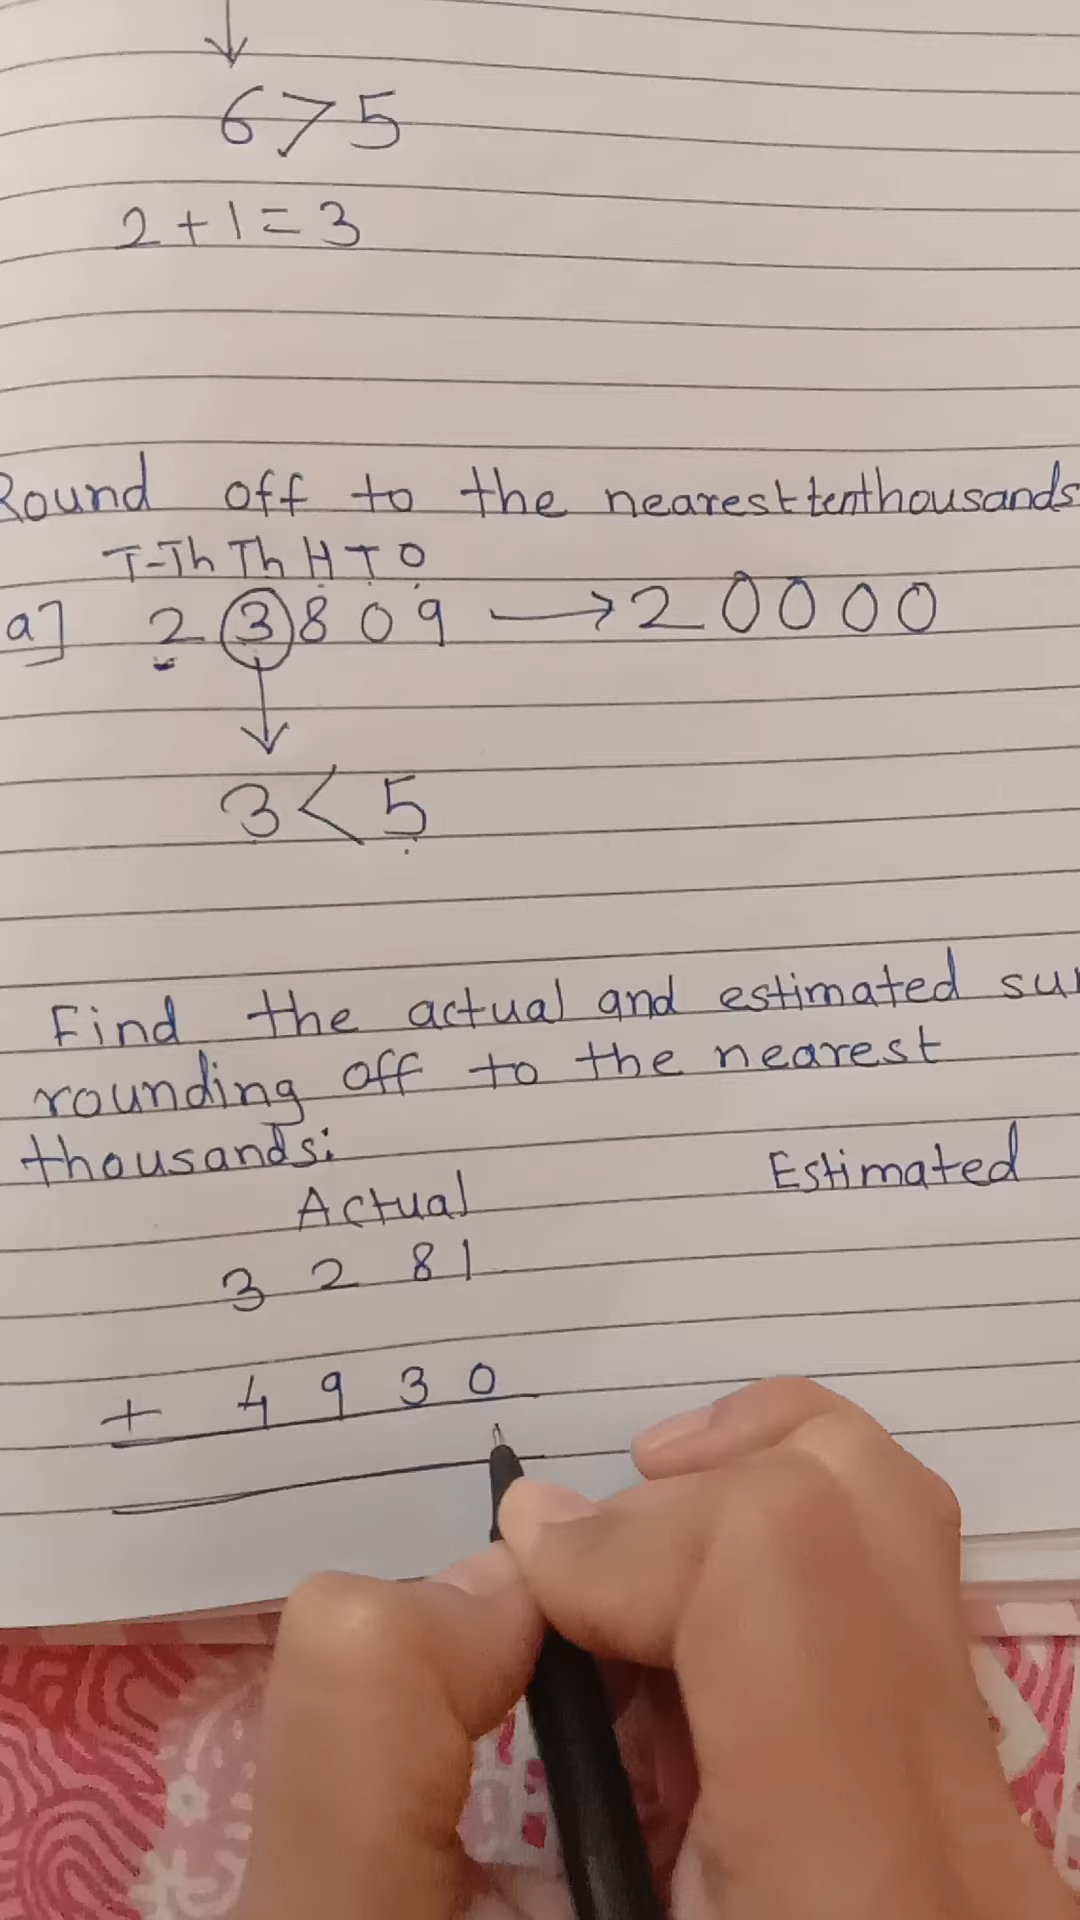 6 > 5
2 + 1 = 3
Round off to the nearest tenthousands
T-Th Th H T O
a] 2 3 8 0 9 → 2 0 0 0 0
3 < 5
Find the actual and estimated
rounding off to the nearest
thousands:
Actual Estimated
3 2 8 1
+ 4 9 3 0